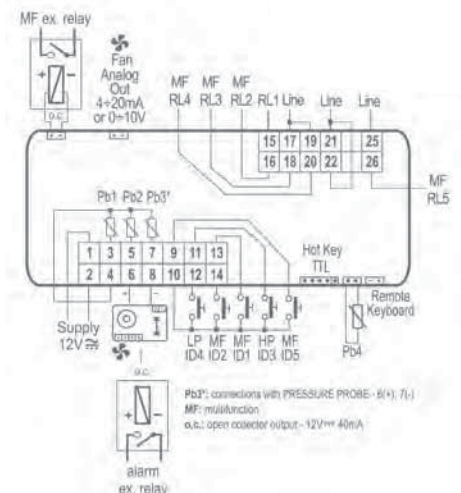 MF ex. relay
+ -
o.c.
Fan
Analog
Out
4÷20mA
or 0÷10V
MF MF MF
RL4 RL3 RL2 RL1 Line Line Line
15 17 19 21 25
16 18 20 22 26
MF
RL5
Pb1 Pb2 Pb3*
1 3 5 7 9 11 13
2 4 6 8 10 12 14
Hot Key
TTL
+ -
Remote
Keyboard
Supply
12V
LP MF MF HP MF
ID4 ID2 ID1 ID3 ID5
Pb4
o.c.
+
-
alarm
ex. relay
Pb3*: connections with PRESSURE PROBE - 6(+), 7(-)
MF: multifunction
o.c.: open collector output - 12V 40mA